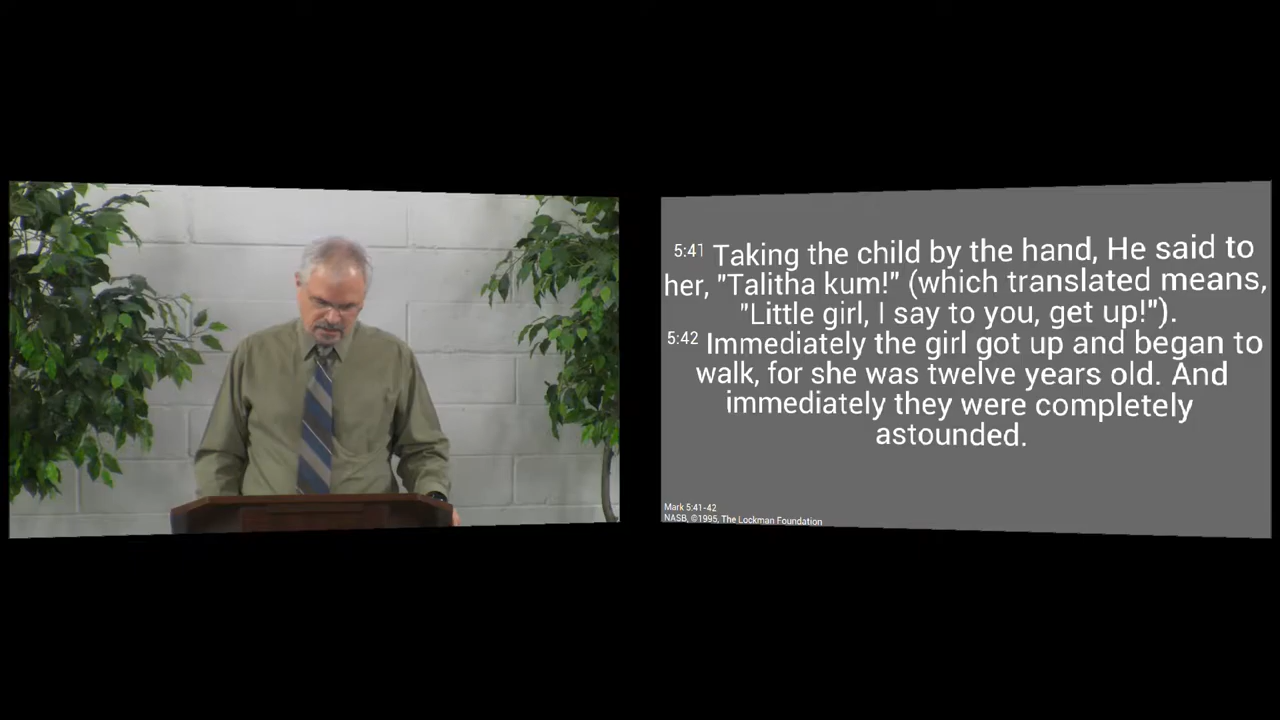 5:41 Taking the child by the hand, He said to
her, "Talitha kum!" (which translated means,
"Little girl, I say to you, get up!").
5:42 Immediately the girl got up and began to
walk, for she was twelve years old. And
immediately they were completely
astounded.
Mark 5:41-42
NASB, ©1995, The Lockman Foundation